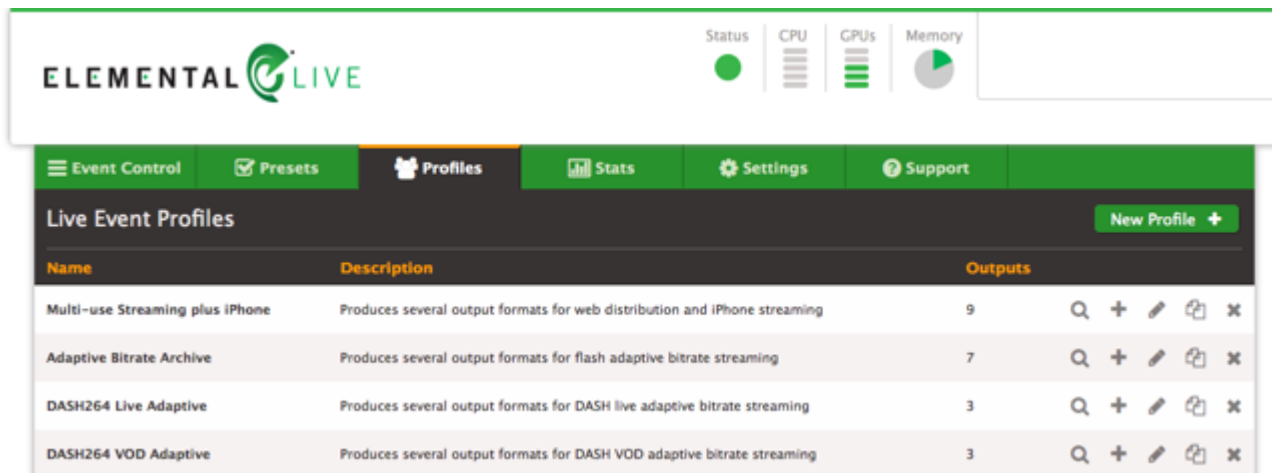 Status CPU GPUs Memory
ELEMENTAL LIVE
Event Control Presets Profiles Stats Settings Support
Live Event Profiles New Profile +
Name Description Outputs
Multi-use Streaming plus iPhone Produces several output formats for web distribution and iPhone streaming 9
Adaptive Bitrate Archive Produces several output formats for flash adaptive bitrate streaming 7
DASH264 Live Adaptive Produces several output formats for DASH live adaptive bitrate streaming 3
DASH264 VOD Adaptive Produces several output formats for DASH VOD adaptive bitrate streaming 3